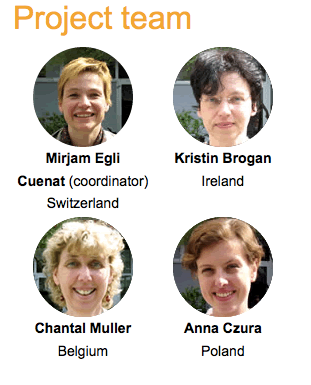 Project team
Mirjam Egli
Cuenat (coordinator)
Switzerland
Kristin Brogan
Ireland
Chantal Muller
Belgium
Anna Czura
Poland